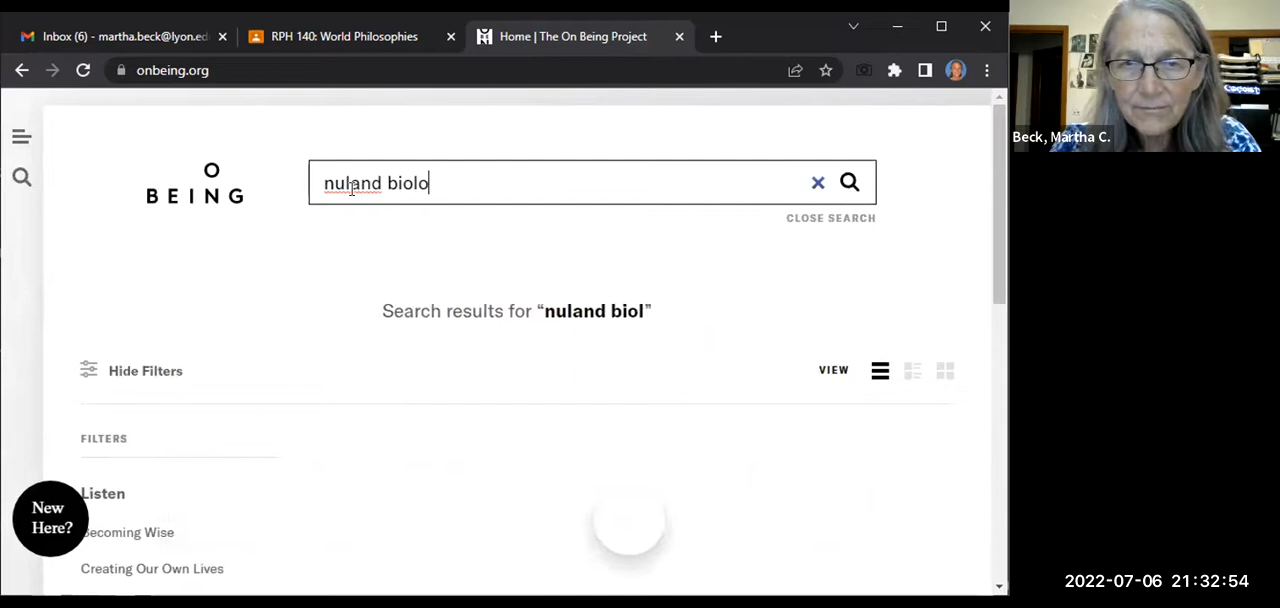 Inbox (6) - martha.beck@lyon.ed
RPH 140: World Philosophies
Home | The On Being Project
onbeing.org
Beck, Martha C.
O
BEING
nuland biolo
CLOSE SEARCH
Search results for “nuland biol”
Hide Filters
VIEW
FILTERS
Listen
New
Here?
Becoming Wise
Creating Our Own Lives
2022-07-06 21:32:54